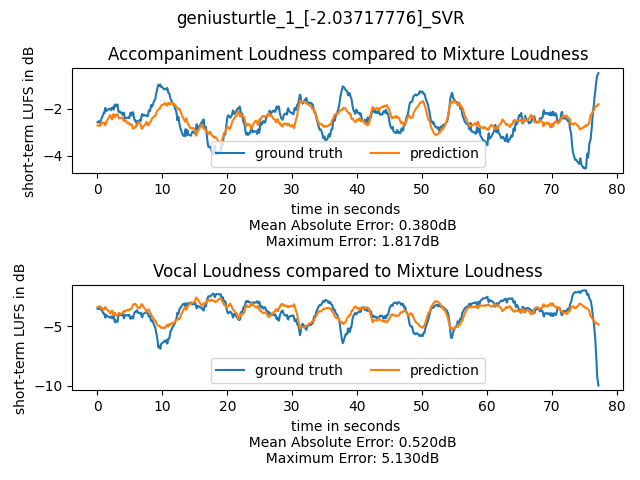 geniusturtle_1_[-2.03717776]_SVR
Accompaniment Loudness compared to Mixture Loudness
short-term LUFS in dB
−2
−4
ground truth
prediction
0 10 20 30 40 50 60 70 80
time in seconds
Mean Absolute Error: 0.380dB
Maximum Error: 1.817dB
Vocal Loudness compared to Mixture Loudness
short-term LUFS in dB
−5
−10
ground truth
prediction
0 10 20 30 40 50 60 70 80
time in seconds
Mean Absolute Error: 0.520dB
Maximum Error: 5.130dB